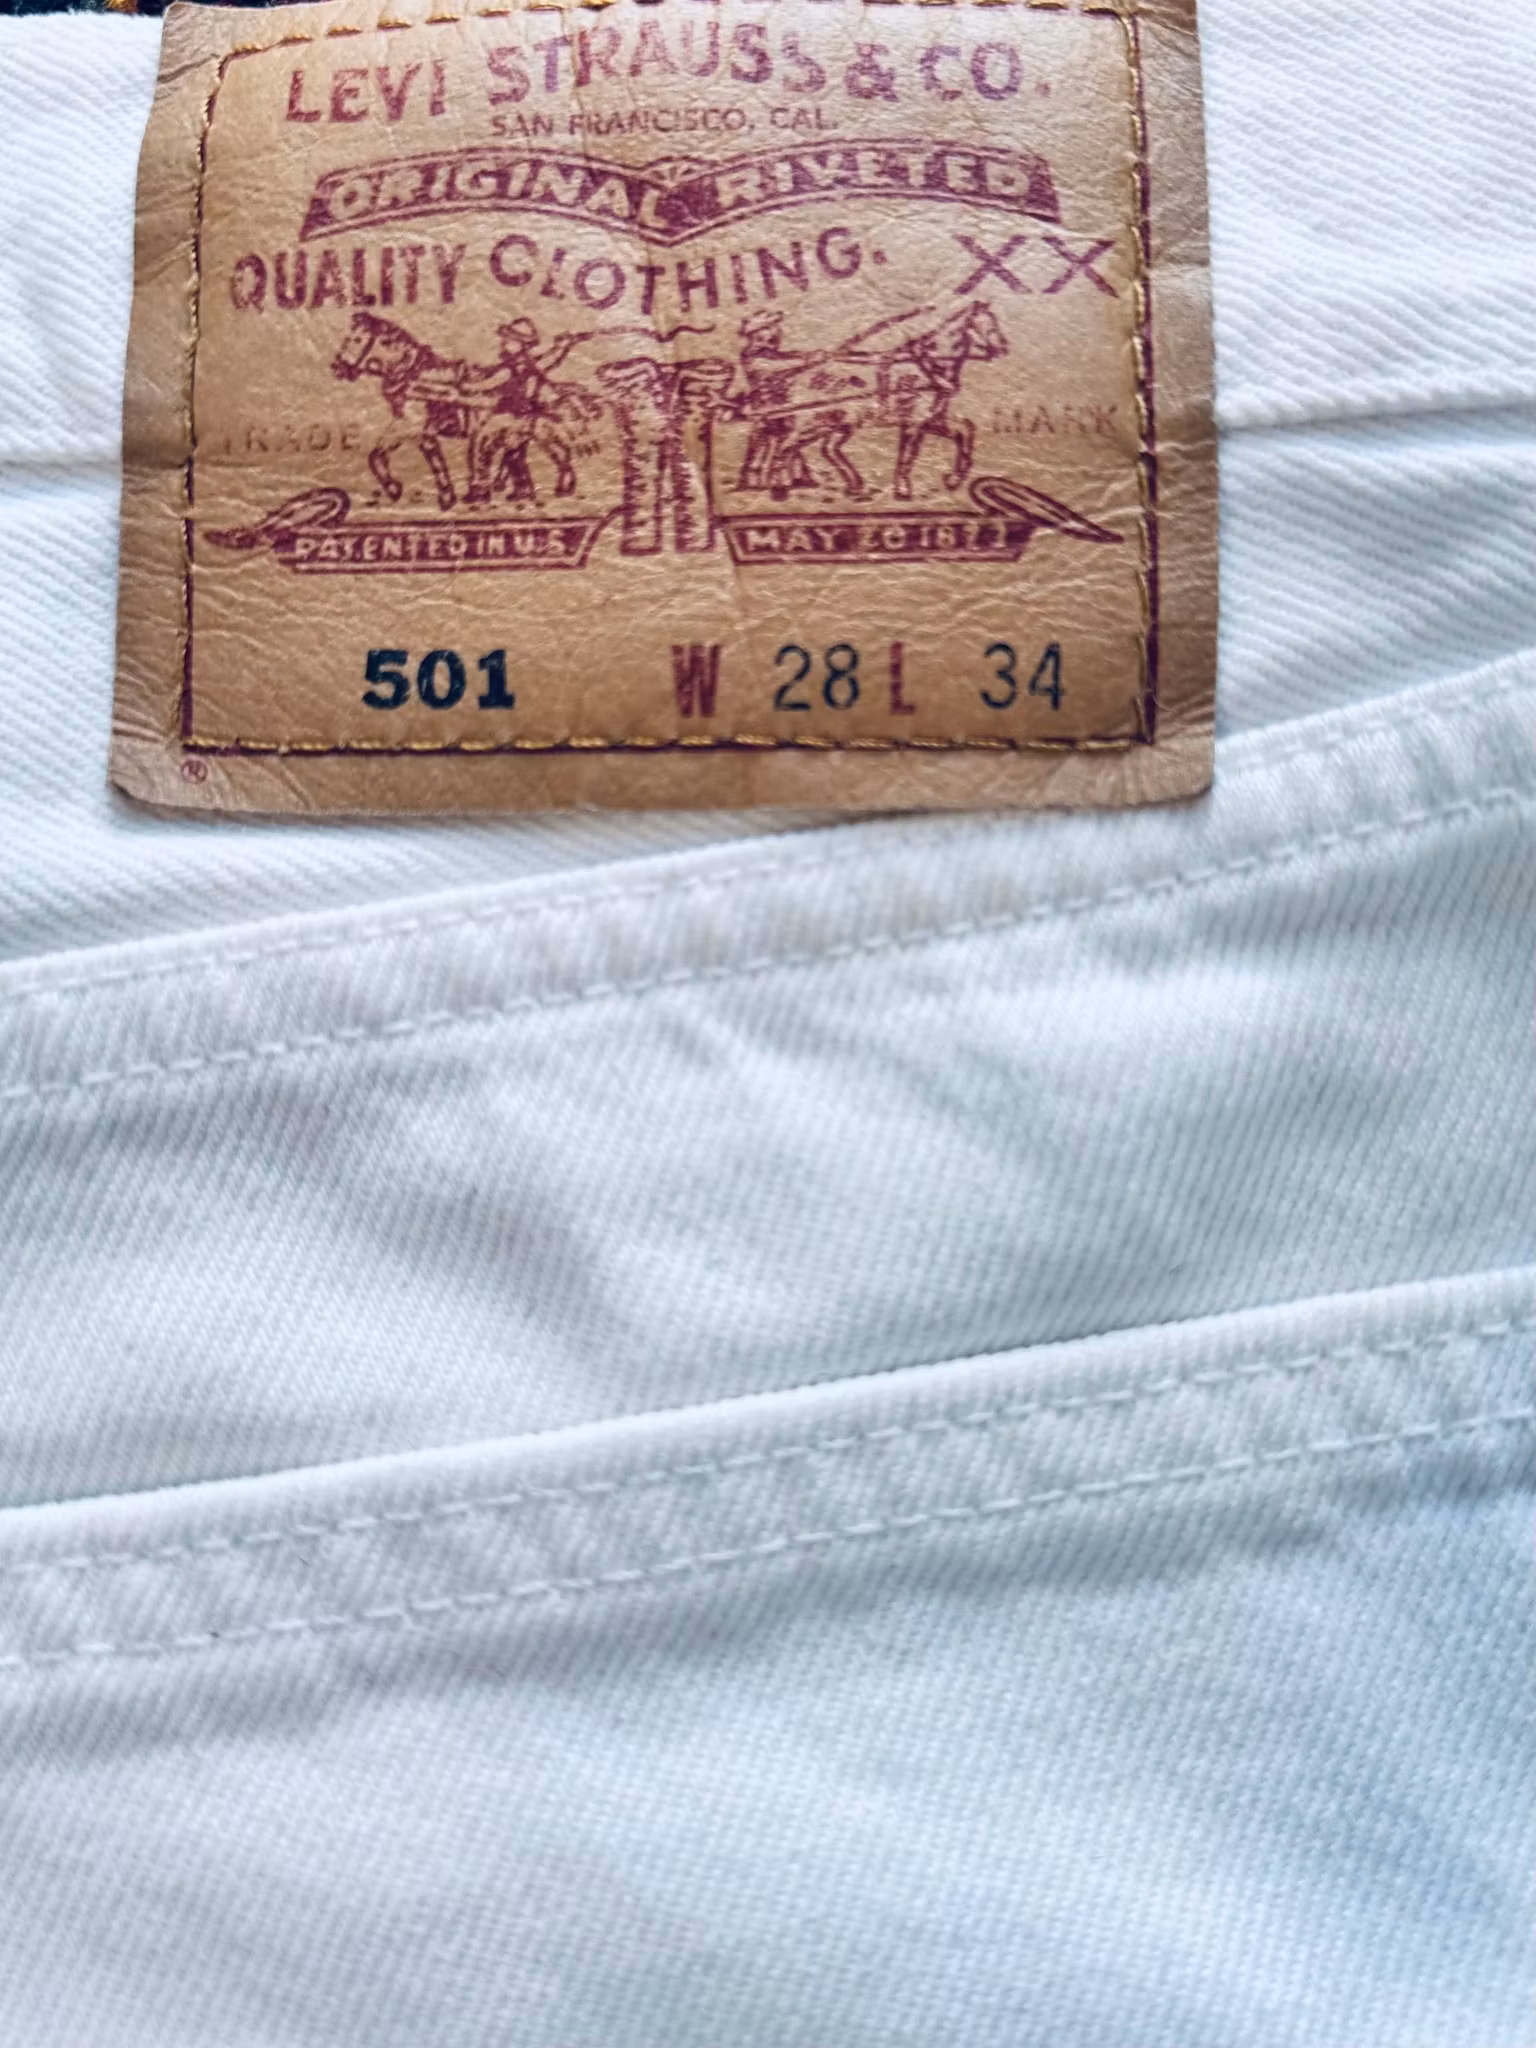 LEVI STRAUSS & CO.
SAN FRANCISCO, CAL.
ORIGINAL RIVETED
QUALITY CLOTHING. XX
TRADE MARK
PATENTED IN U.S. MAY 20 1873
501 W 28 L 34
®